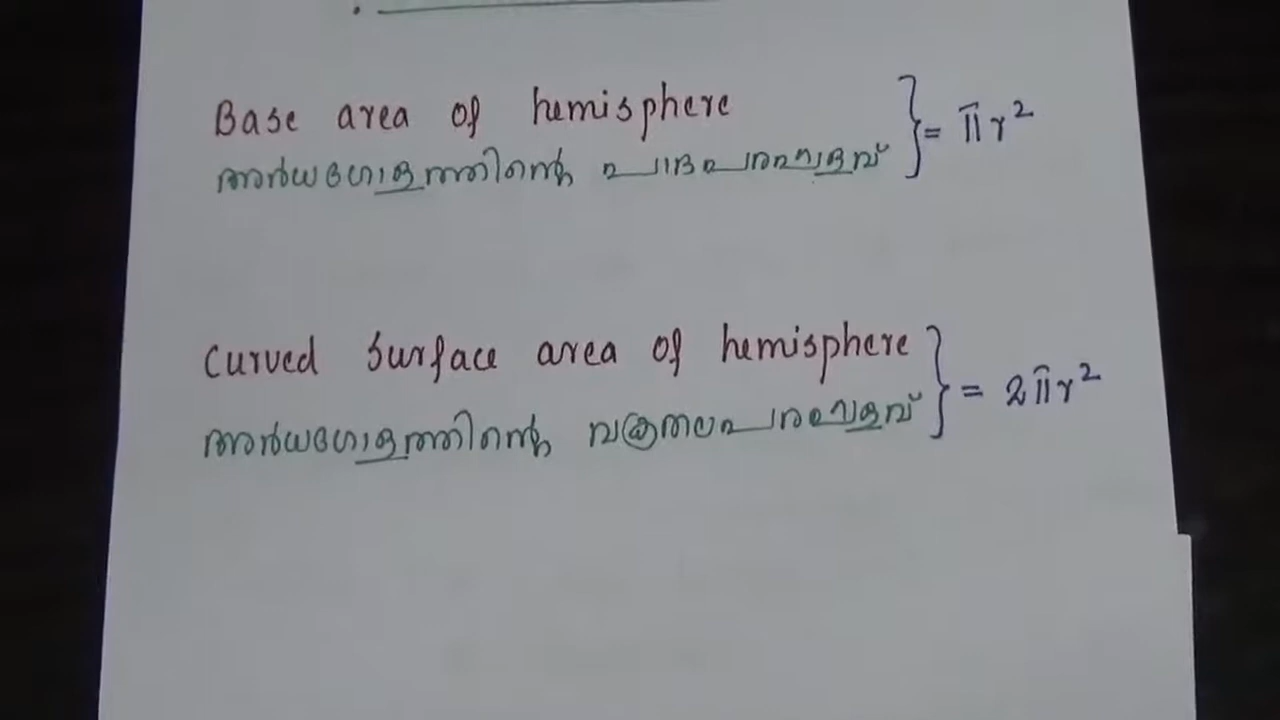 Base area of hemisphere
അർധഗോളത്തിന്റെ പാദപരപ്പളവ് } = πr²
Curved surface area of hemisphere
അർധഗോളത്തിന്റെ വക്രതലപരപ്പളവ് } = 2πr²